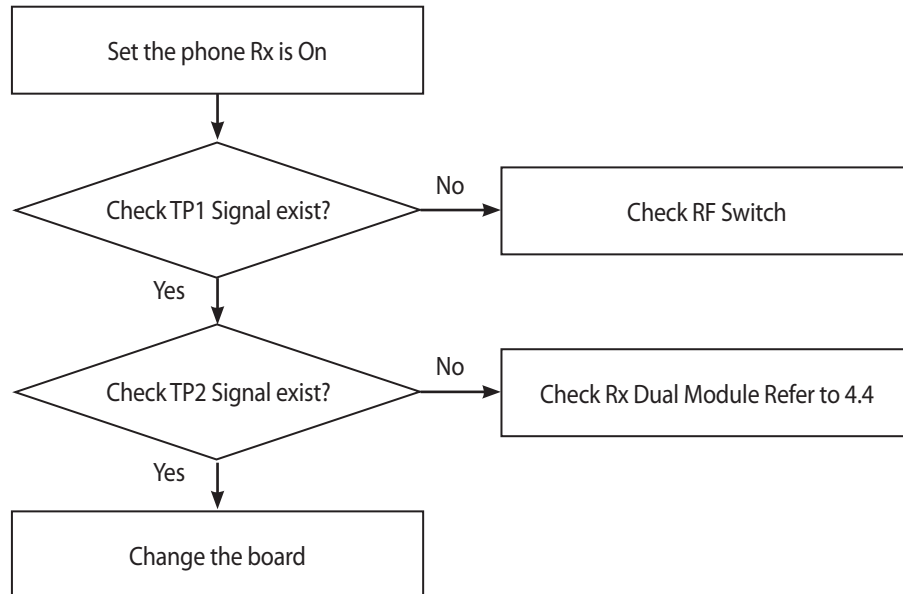 Set the phone Rx is On
Check TP1 Signal exist?
No
Check RF Switch
Yes
Check TP2 Signal exist?
No
Check Rx Dual Module Refer to 4.4
Yes
Change the board